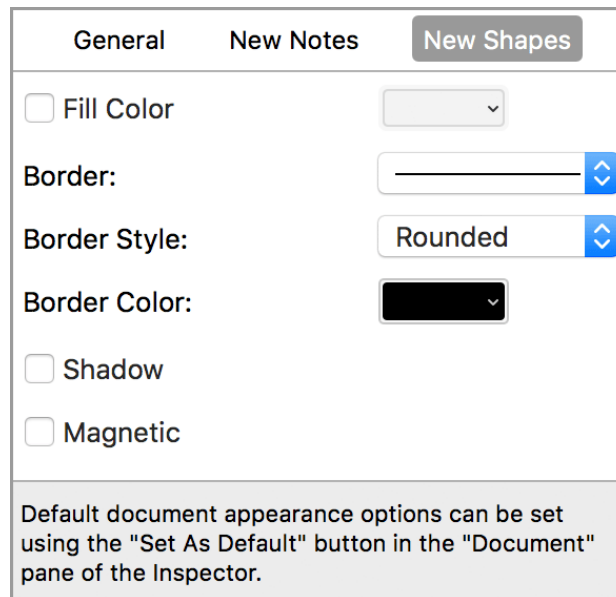 General New Notes New Shapes
Fill Color
Border:
Border Style: Rounded
Border Color:
Shadow
Magnetic
Default document appearance options can be set
using the "Set As Default" button in the "Document"
pane of the Inspector.